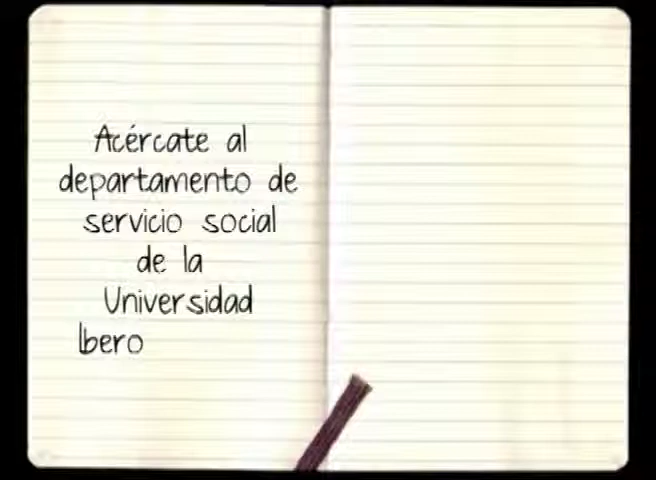 Acércate al
departamento de
servicio social
de la
Universidad
Ibero